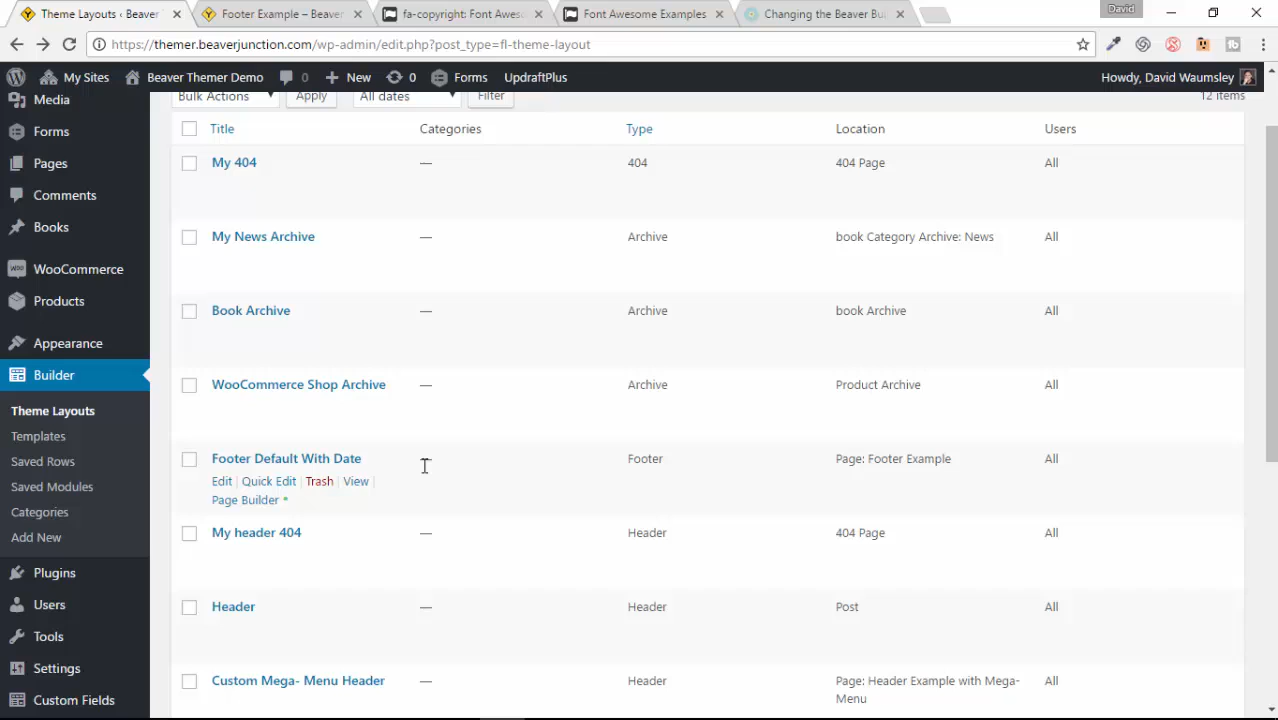 Theme Layouts ‹ Beaver
Footer Example – Beaver
fa-copyright: Font Awes
Font Awesome Examples
Changing the Beaver Bu
David
https://themer.beaverjunction.com/wp-admin/edit.php?post_type=fl-theme-layout
My Sites
Beaver Themer Demo
0
New
0
Forms
UpdraftPlus
Howdy, David Waumsley
Media
Forms
Pages
Comments
Books
WooCommerce
Products
Appearance
Builder
Theme Layouts
Templates
Saved Rows
Saved Modules
Categories
Add New
Plugins
Users
Tools
Settings
Custom Fields
Bulk Actions
Apply
All dates
Filter
12 items
Title Categories Type Location Users
My 404 — 404 404 Page All
My News Archive — Archive book Category Archive: News All
Book Archive — Archive book Archive All
WooCommerce Shop Archive — Archive Product Archive All
Footer Default With Date — Footer Page: Footer Example All
Edit | Quick Edit | Trash | View |
Page Builder •
My header 404 — Header 404 Page All
Header — Header Post All
Custom Mega- Menu Header — Header Page: Header Example with Mega- All
Menu